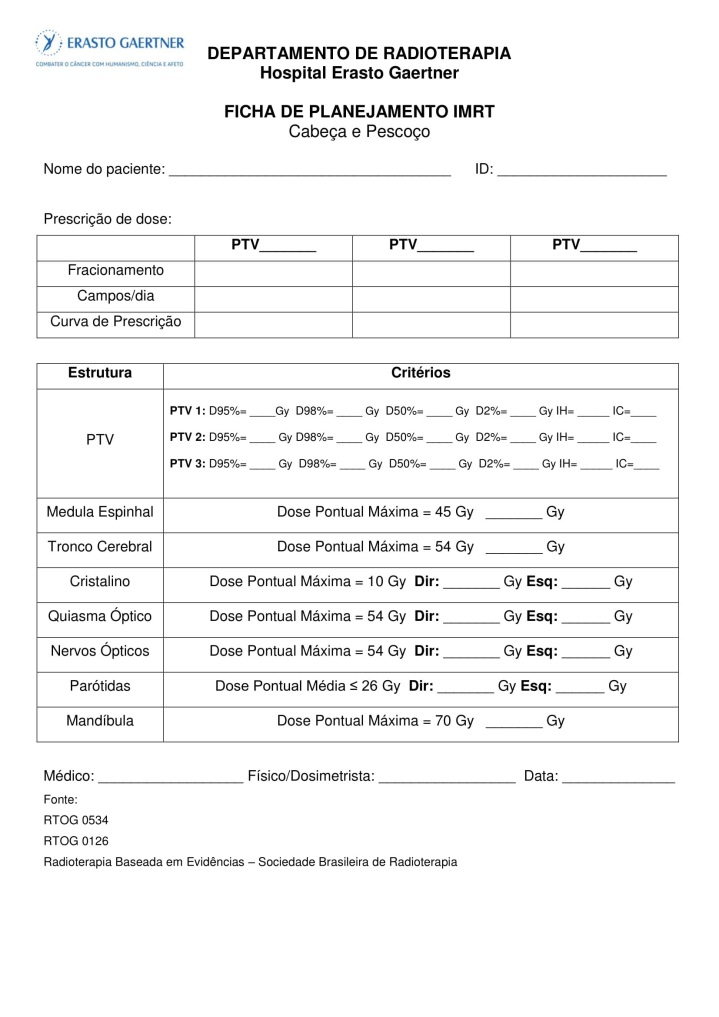 ERASTO GAERTNER
COMBATER O CÂNCER COM HUMANISMO, CIÊNCIA E AFETO
DEPARTAMENTO DE RADIOTERAPIA
Hospital Erasto Gaertner
FICHA DE PLANEJAMENTO IMRT
Cabeça e Pescoço
Nome do paciente: ___________________________________ ID: _____________________
Prescrição de dose:
PTV_______ PTV_______ PTV_______
Fracionamento
Campos/dia
Curva de Prescrição
Estrutura Critérios
PTV
PTV 1: D95%= ____Gy D98%= ____ Gy D50%= ____ Gy D2%= ____ Gy IH= _____ IC=____
PTV 2: D95%= ____ Gy D98%= ____ Gy D50%= ____ Gy D2%= ____ Gy IH= _____ IC=____
PTV 3: D95%= ____ Gy D98%= ____ Gy D50%= ____ Gy D2%= ____ Gy IH= _____ IC=____
Medula Espinhal Dose Pontual Máxima = 45 Gy _______ Gy
Tronco Cerebral Dose Pontual Máxima = 54 Gy _______ Gy
Cristalino Dose Pontual Máxima = 10 Gy Dir: _______ Gy Esq: ______ Gy
Quiasma Óptico Dose Pontual Máxima = 54 Gy Dir: _______ Gy Esq: ______ Gy
Nervos Ópticos Dose Pontual Máxima = 54 Gy Dir: _______ Gy Esq: ______ Gy
Parótidas Dose Pontual Média ≤ 26 Gy Dir: _______ Gy Esq: ______ Gy
Mandíbula Dose Pontual Máxima = 70 Gy _______ Gy
Médico: __________________ Físico/Dosimetrista: _________________ Data: ______________
Fonte:
RTOG 0534
RTOG 0126
Radioterapia Baseada em Evidências – Sociedade Brasileira de Radioterapia